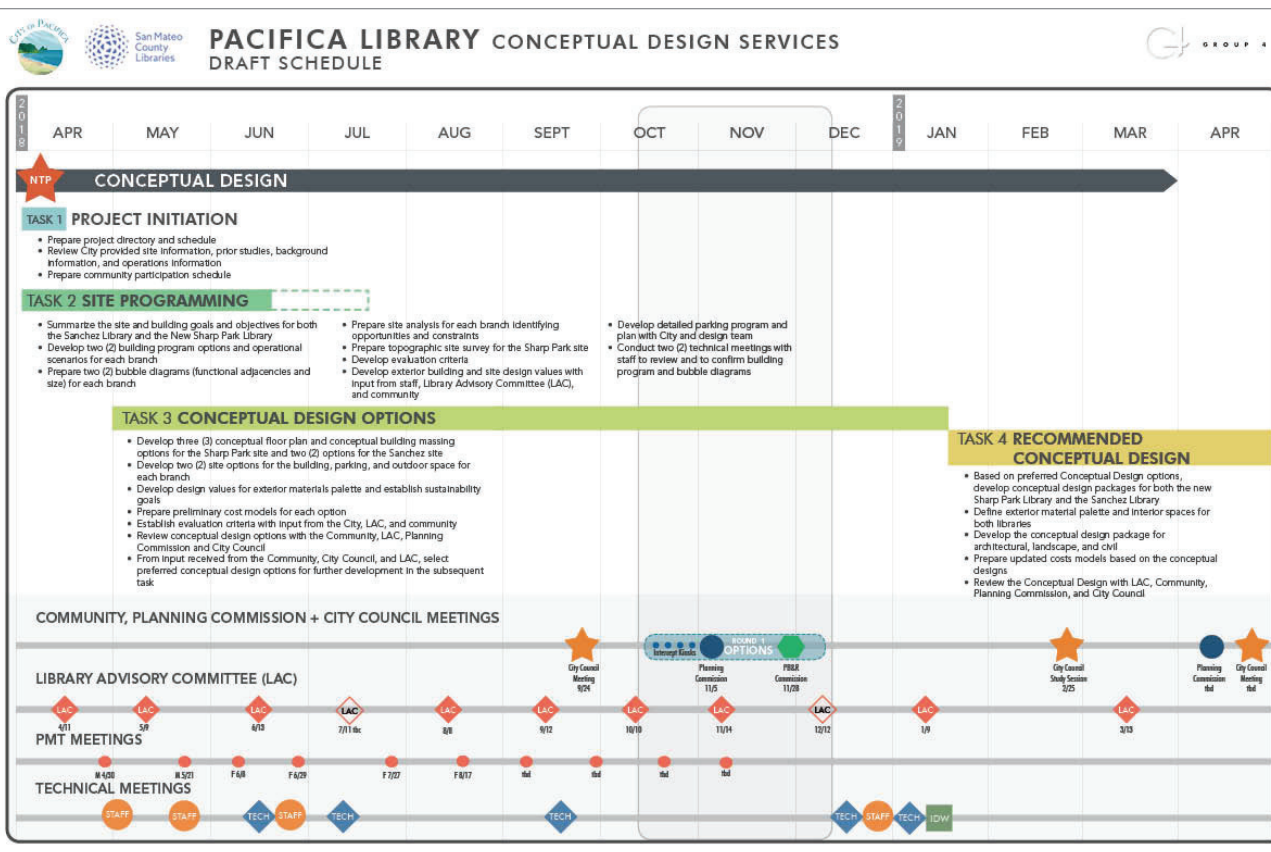 CITY OF PACIFICA
San Mateo
County
Libraries
PACIFICA LIBRARY CONCEPTUAL DESIGN SERVICES
DRAFT SCHEDULE
GROUP 4
2018 APR MAY JUN JUL AUG SEPT OCT NOV DEC 2019 JAN FEB MAR APR
NTP CONCEPTUAL DESIGN
TASK 1 PROJECT INITIATION
• Prepare project directory and schedule
• Review City provided site information, prior studies, background
information, and operations information
• Prepare community participation schedule
TASK 2 SITE PROGRAMMING
• Summarize the site and building goals and objectives for both
the Sanchez Library and the New Sharp Park Library
• Develop two (2) building program options and operational
scenarios for each branch
• Prepare two (2) bubble diagrams (functional adjacencies and
size) for each branch
• Prepare site analysis for each branch identifying
opportunities and constraints
• Prepare topographic site survey for the Sharp Park site
• Develop evaluation criteria
• Develop exterior building and site design values with
input from staff, Library Advisory Committee (LAC),
and community
• Develop detailed parking program and
plan with City and design team
• Conduct two (2) technical meetings with
staff to review and to confirm building
program and bubble diagrams
TASK 3 CONCEPTUAL DESIGN OPTIONS
• Develop three (3) conceptual floor plan and conceptual building massing
options for the Sharp Park site and two (2) options for the Sanchez site
• Develop two (2) site options for the building, parking, and outdoor space for
each branch
• Develop design values for exterior materials palette and establish sustainability
goals
• Prepare preliminary cost models for each option
• Establish evaluation criteria with input from the City, LAC, and community
• Review conceptual design options with the Community, LAC, Planning
Commission and City Council
• From input received from the Community, City Council, and LAC, select
preferred conceptual design options for further development in the subsequent
task
TASK 4 RECOMMENDED
CONCEPTUAL DESIGN
• Based on preferred Conceptual Design options,
develop conceptual design packages for both the new
Sharp Park Library and the Sanchez Library
• Define exterior material palette and interior spaces for
both libraries
• Develop the conceptual design package for
architectural, landscape, and civil
• Prepare updated costs models based on the conceptual
designs
• Review the Conceptual Design with LAC, Community,
Planning Commission, and City Council
COMMUNITY, PLANNING COMMISSION + CITY COUNCIL MEETINGS
City Council
Meeting
9/24
Intercept Kiosks
ROUND 1
OPTIONS
Planning
Commission
11/5
PB&R
Commission
11/28
City Council
Study Session
2/25
Planning
Commission
tbd
City Council
Meeting
tbd
LIBRARY ADVISORY COMMITTEE (LAC)
LAC LAC LAC LAC LAC LAC LAC LAC LAC LAC LAC
4/11 5/9 6/13 7/11 tbc 8/8 9/12 10/10 11/14 12/12 1/9 3/13
PMT MEETINGS
M 4/30 M 5/21 F 6/8 F 6/29 F 7/27 F 8/17 tbd tbd tbd tbd
TECHNICAL MEETINGS
STAFF STAFF TECH STAFF TECH TECH TECH STAFF TECH IDW